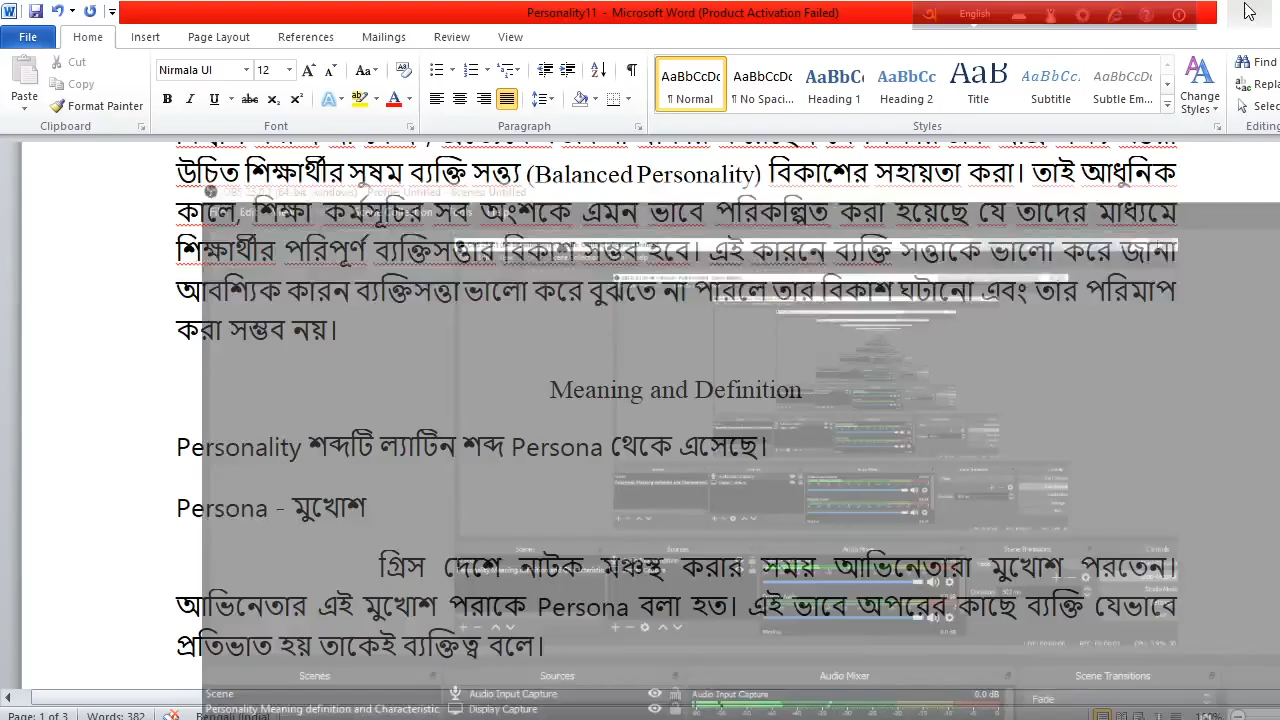 Personality11 - Microsoft Word (Product Activation Failed)
English
File Home Insert Page Layout References Mailings Review View
Paste
Cut
Copy
Format Painter
Clipboard
Nirmala UI 12
Font
Paragraph
AaBbCcDc AaBbCcDc AaBbCc AaBbCc AaB AaBbCc. AaBbCcDc
¶ Normal ¶ No Spaci... Heading 1 Heading 2 Title Subtitle Subtle Em...
Change Styles
Styles
Find
Editing
উচিত শিক্ষার্থীর সুষম ব্যক্তি সন্ত্য (Balanced Personality) বিকাশের সহায়তা করা। তাই আধুনিক
কালে শিক্ষা কর্মসূচির সব অংশকে এমন ভাবে পরিকল্পিত করা হয়েছে যে তাদের মাধ্যমে
শিক্ষার্থীর পরিপূর্ণ ব্যক্তিসত্তার বিকাশ সম্ভব হবে। এই কারনে ব্যক্তি সত্তাকে ভালো করে জানা
আবশ্যিক কারন ব্যক্তিসত্তা ভালো করে বুঝতে না পারলে তার বিকাশ ঘটানো এবং তার পরিমাপ
করা সম্ভব নয়।
Meaning and Definition
Personality শব্দটি ল্যাটিন শব্দ Persona থেকে এসেছে।
Persona - মুখোশ
গ্রিস দেশে নাটক মঞ্চস্থ করার সময় আভিনেতারা মুখোশ পরতেন।
আভিনেতার এই মুখোশ পরাকে Persona বলা হত। এই ভাবে অপরের কাছে ব্যক্তি যেভাবে
প্রতিভাত হয় তাকেই ব্যক্তিত্ব বলে।
Scenes Sources Audio Mixer Scene Transitions
Scene Audio Input Capture Audio Input Capture 0.0 dB Fade
Personality Meaning definition and Characteristic Display Capture
Page: 1 of 3 Words: 382 Bengali (India) 150%